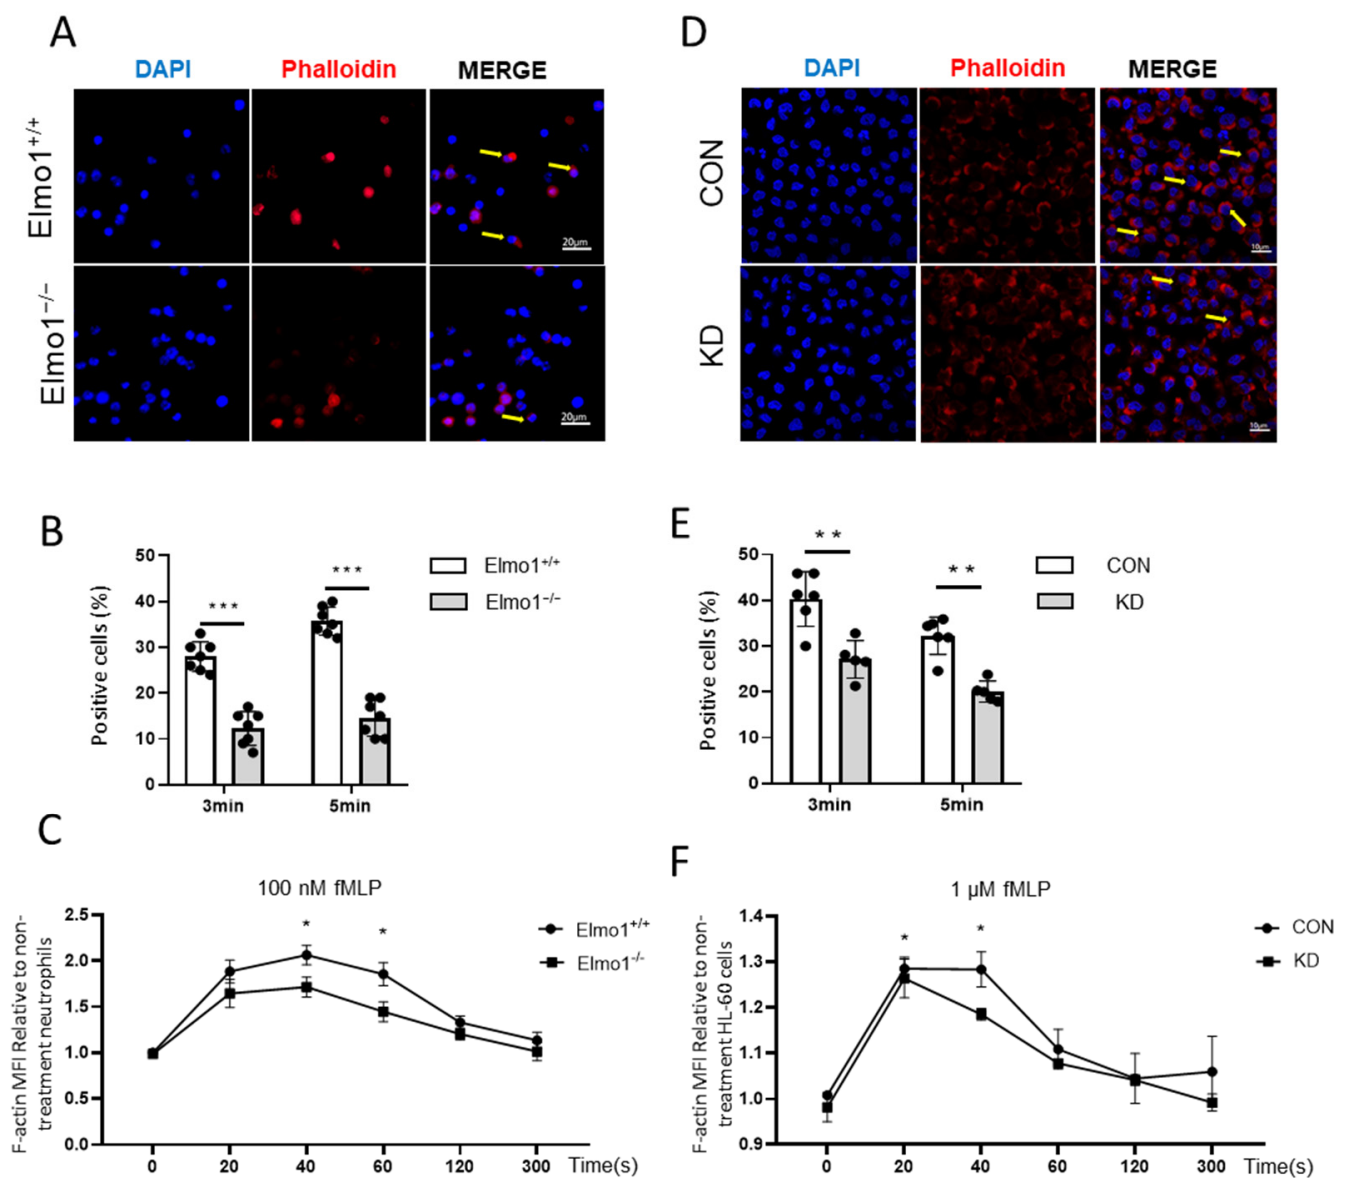 A
D
DAPI Phalloidin MERGE
DAPI Phalloidin MERGE
Elmo1+/+
20μm
Elmo1−/−
20μm
CON
10μm
KD
10μm
B
Positive cells (%)
50
40
30
20
10
0
*** ***
3min 5min
Elmo1+/+
Elmo1−/−
E
Positive cells (%)
50
40
30
20
10
0
** **
3min 5min
CON
KD
C
100 nM fMLP
F-actin MFI Relative to non-
treatment neutrophils
2.5
2.0
1.5
1.0
0.5
0.0
* *
0 20 40 60 120 300 Time(s)
Elmo1+/+
Elmo1-/-
F
1 μM fMLP
F-actin MFI Relative to non-
treatment HL-60 cells
1.4
1.3
1.2
1.1
1.0
0.9
* *
0 20 40 60 120 300 Time(s)
CON
KD